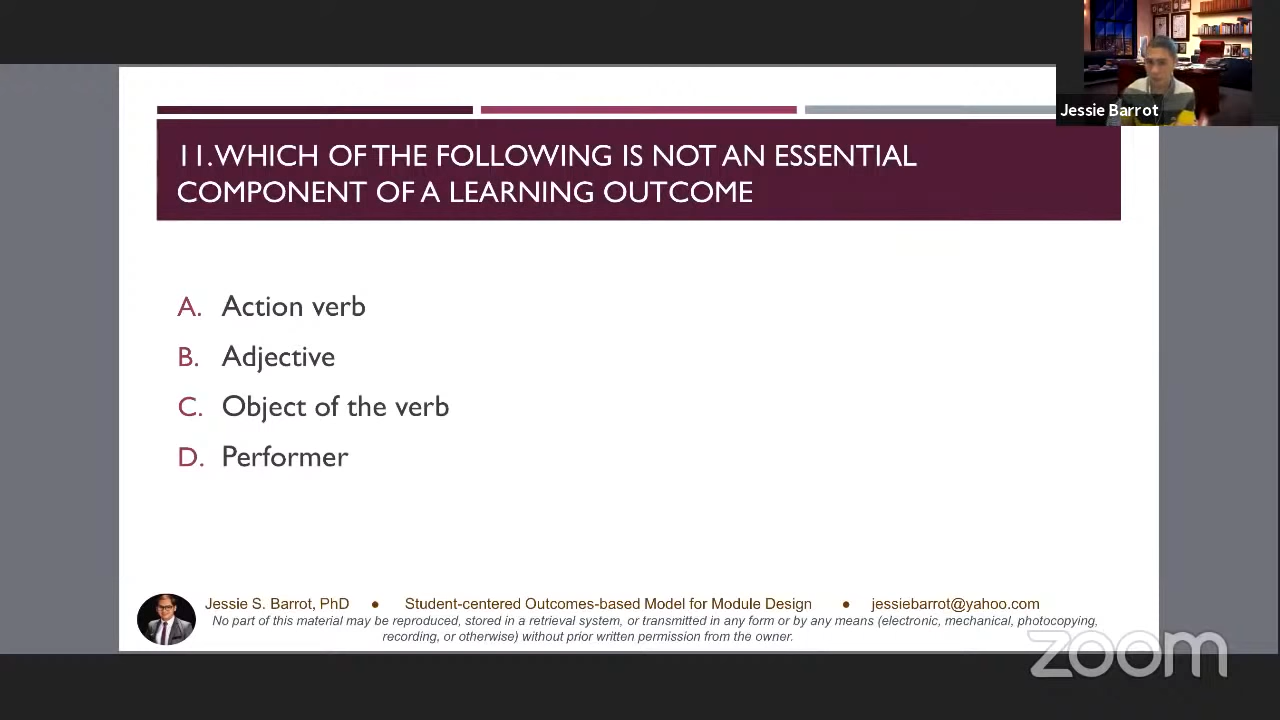 Jessie Barrot
11. WHICH OF THE FOLLOWING IS NOT AN ESSENTIAL
COMPONENT OF A LEARNING OUTCOME
A. Action verb
B. Adjective
C. Object of the verb
D. Performer
Jessie S. Barrot, PhD ● Student-centered Outcomes-based Model for Module Design ● jessiebarrot@yahoo.com
No part of this material may be reproduced, stored in a retrieval system, or transmitted in any form or by any means (electronic, mechanical, photocopying,
recording, or otherwise) without prior written permission from the owner.
zoom